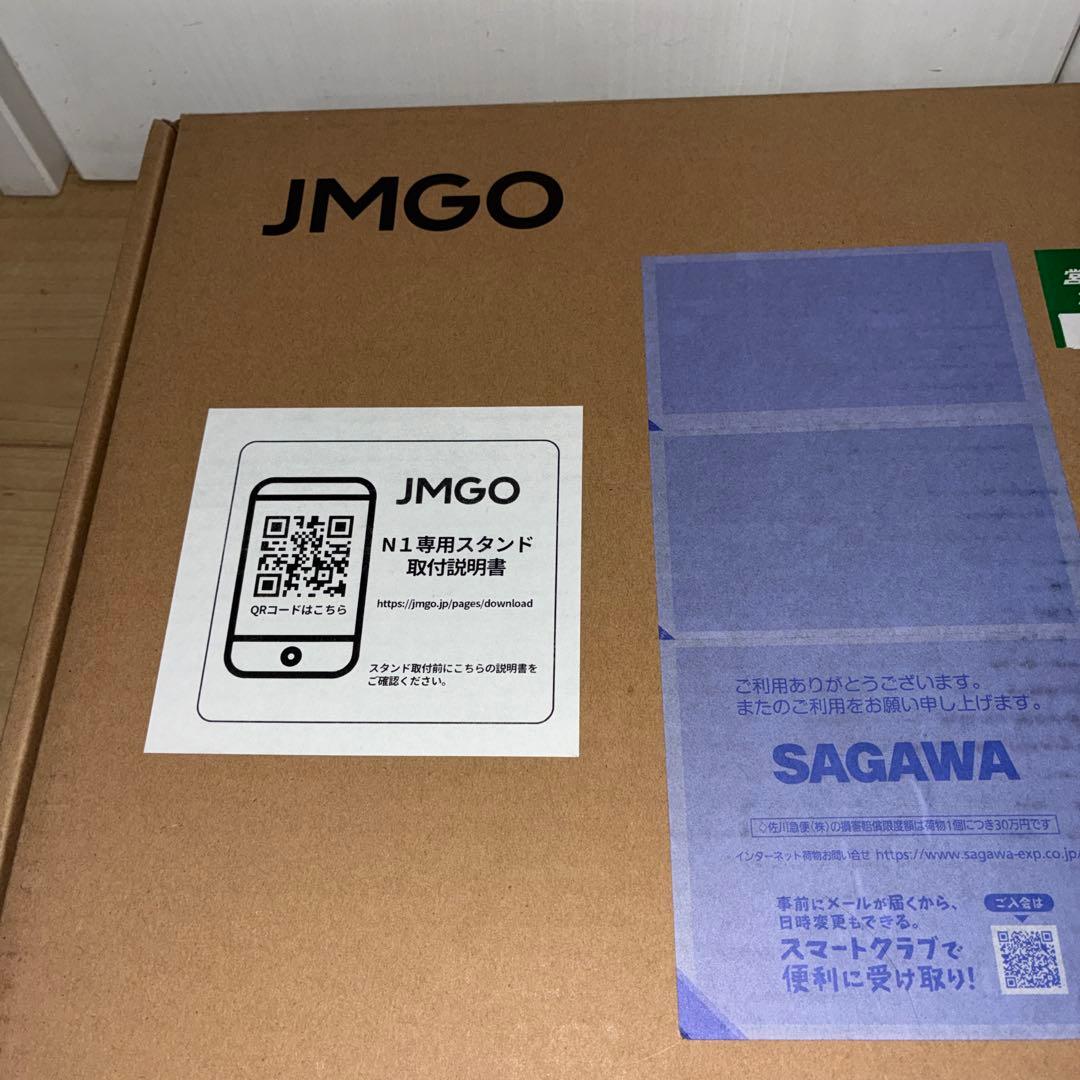 JMGO
JMGO
N1専用スタンド
取付説明書
https://jmgo.jp/pages/download
QRコードはこちら
スタンド取付前にこちらの説明書を
ご確認ください。
営
ご利用ありがとうございます。
またのご利用をお願い申し上げます。
SAGAWA
◇佐川急便(株)の損害賠償限度額は荷物1個につき30万円です
インターネット荷物お問い合せ https://www.sagawa-exp.co.jp/
事前にメールが届くから、
日時変更もできる。
スマートクラブで
便利に受け取り!
ご入会は